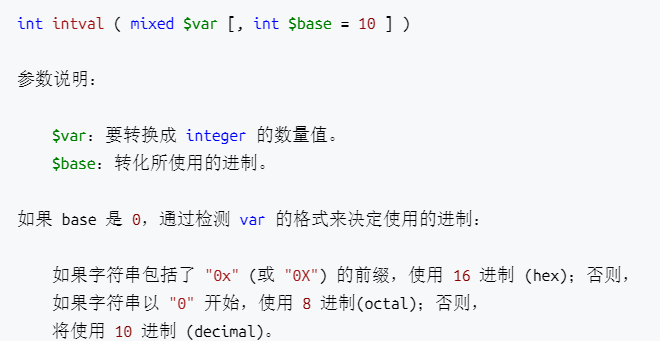 int intval ( mixed $var [, int $base = 10 ] )
参数说明：
$var：要转换成 integer 的数量值。
$base：转化所使用的进制。
如果 base 是 0，通过检测 var 的格式来决定使用的进制：
如果字符串包括了 "0x" (或 "0X") 的前缀，使用 16 进制 (hex)；否则，
如果字符串以 "0" 开始，使用 8 进制(octal)；否则，
将使用 10 进制 (decimal)。